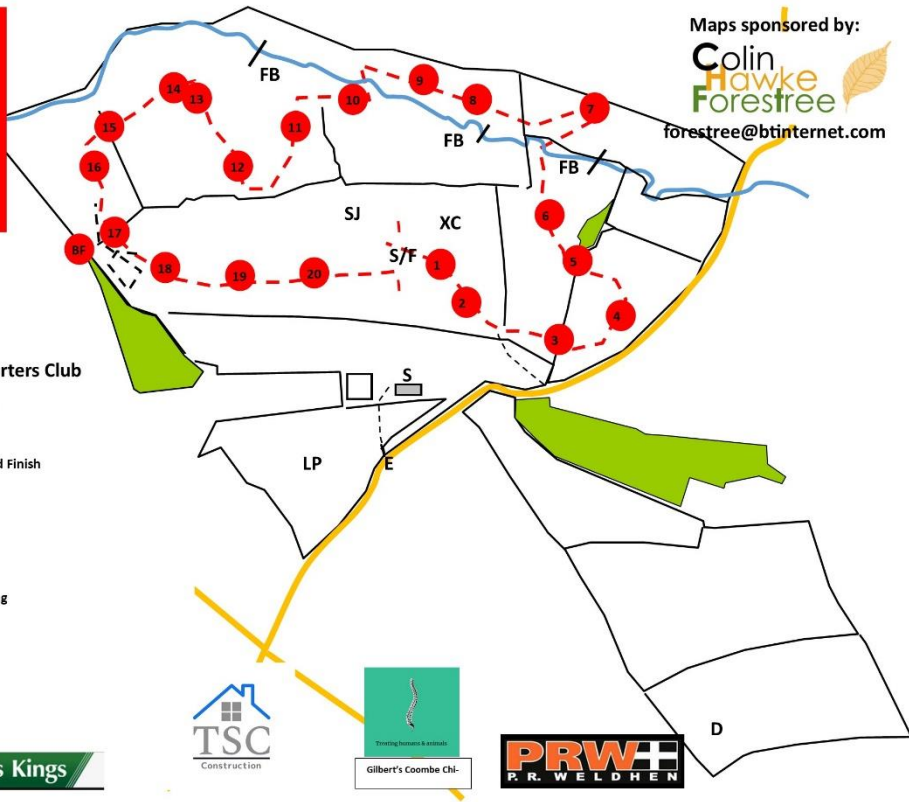 Maps sponsored by:
Colin
Hawke
Forestree
forestree@btinternet.com
FB
9
14
13
10
8
7
15
11
FB
12
FB
16
SJ
XC
6
17
BF
S/F
1
5
18
19
20
2
4
3
rters Club
S
d Finish
LP
E
g
D
TSC
Construction
Treating humans & animals
Gilbert's Coombe Chi-
PRW
P. R. WELDHEN
s Kings